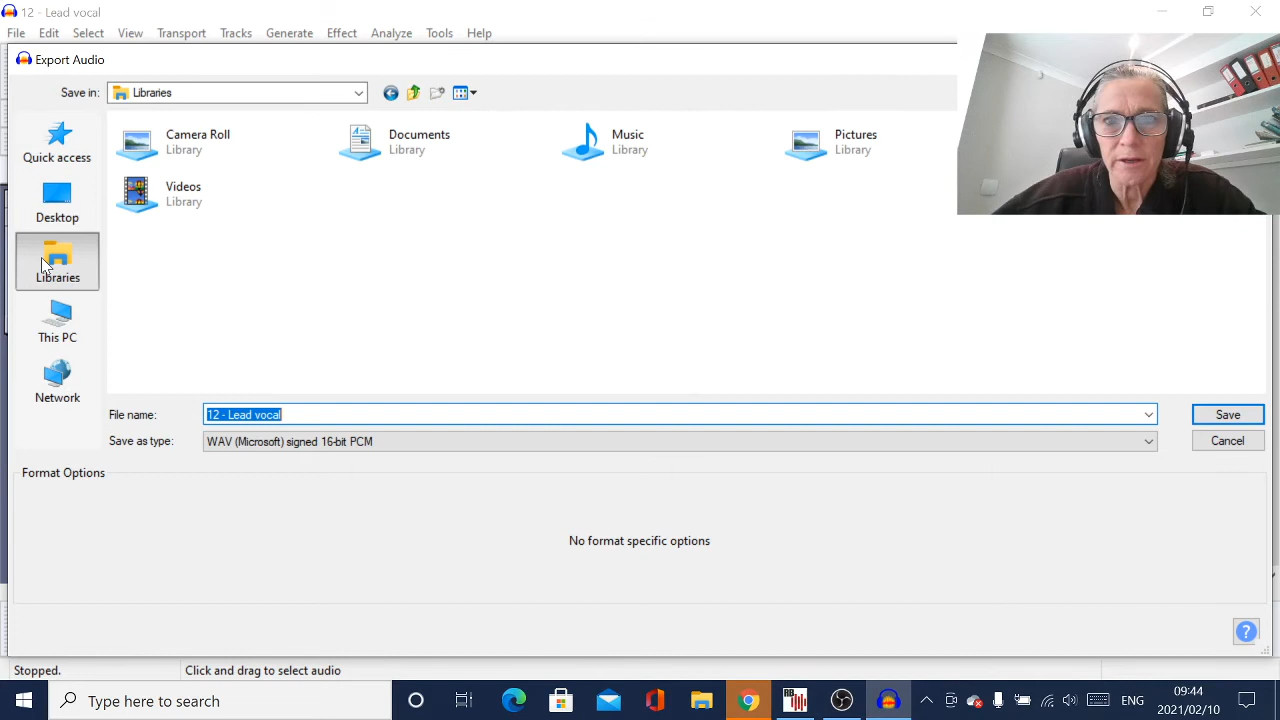 12 - Lead vocal
File Edit Select View Transport Tracks Generate Effect Analyze Tools Help
Export Audio
Save in: Libraries
Quick access
Desktop
Libraries
This PC
Network
Camera Roll
Library
Documents
Library
Music
Library
Pictures
Library
Videos
Library
File name: 12 - Lead vocal Save
Save as type: WAV (Microsoft) signed 16-bit PCM Cancel
Format Options
No format specific options
?
Stopped. Click and drag to select audio
Type here to search
RB
ENG
09:44
2021/02/10